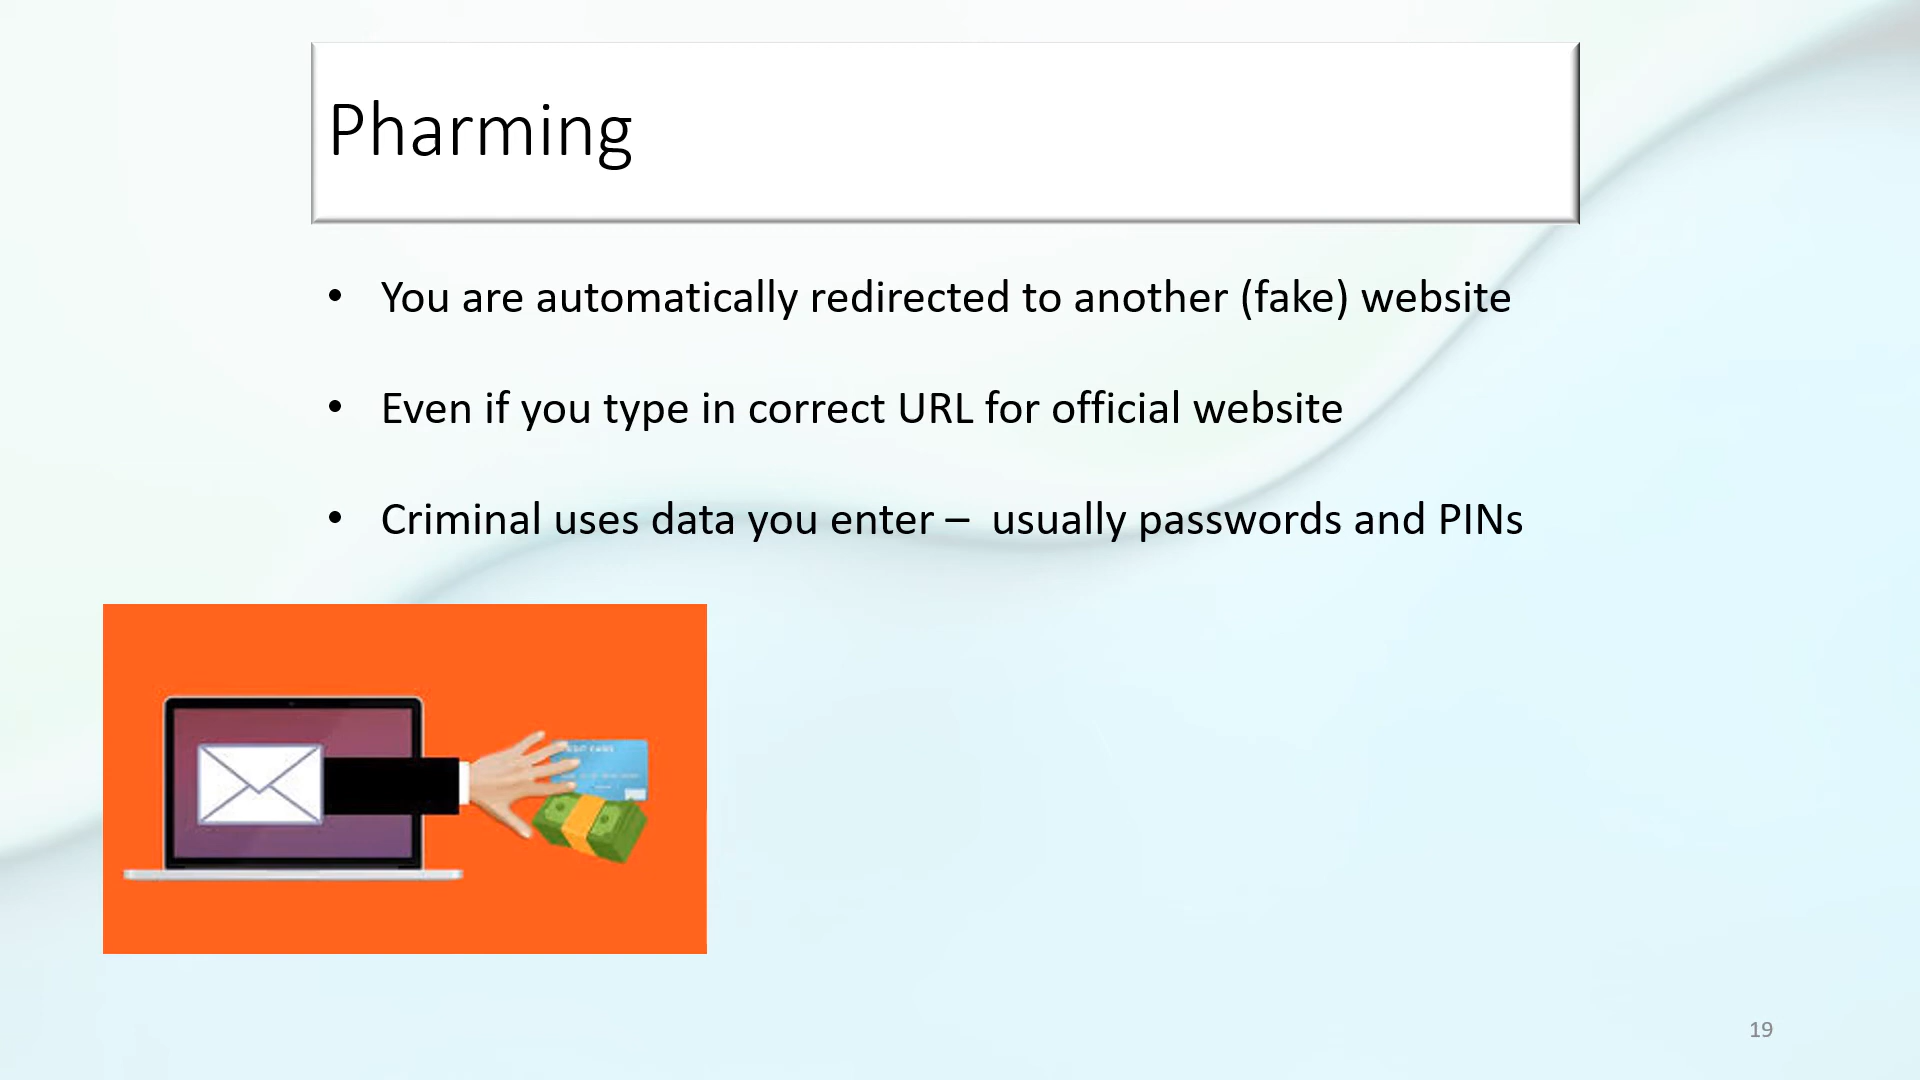 Pharming
• You are automatically redirected to another (fake) website
• Even if you type in correct URL for official website
• Criminal uses data you enter –  usually passwords and PINs
19